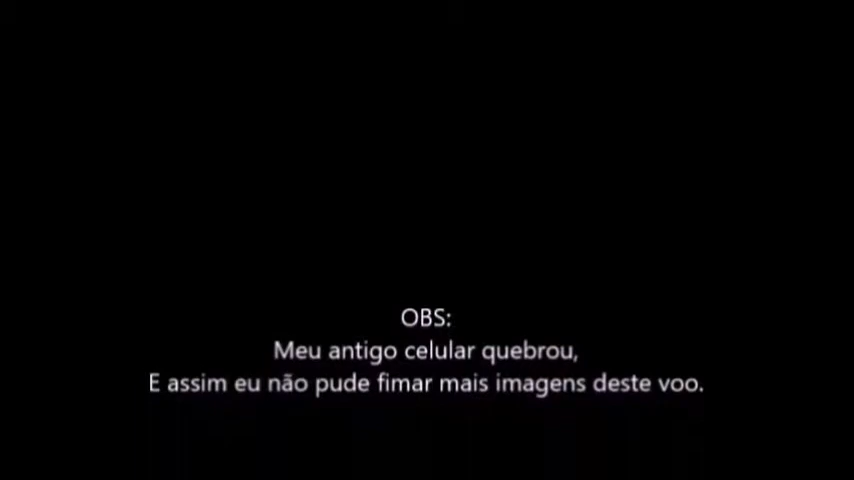 OBS:
Meu antigo celular quebrou,
E assim eu não pude fimar mais imagens deste voo.